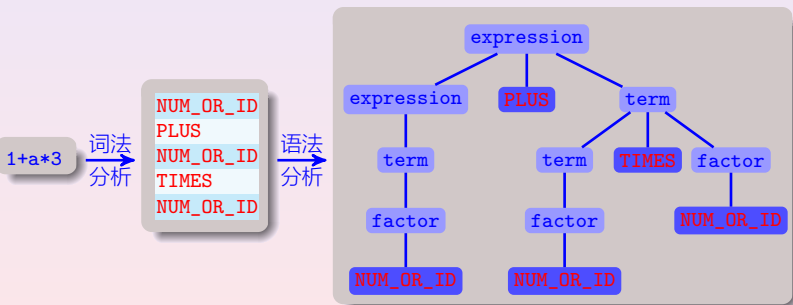 1+a*3
词法
分析
NUM_OR_ID
PLUS
NUM_OR_ID
TIMES
NUM_OR_ID
语法
分析
expression
expression PLUS term
term term TIMES factor
factor factor NUM_OR_ID
NUM_OR_ID NUM_OR_ID